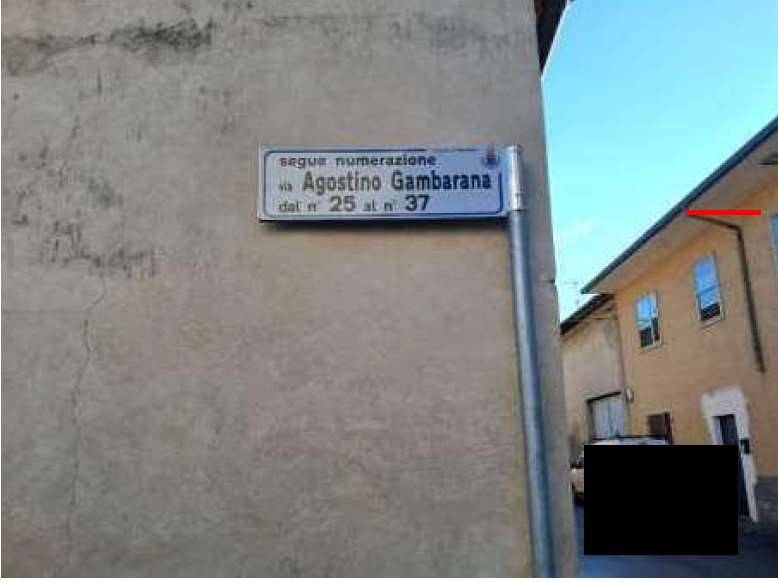 segue numerazione
via Agostino Gambarana
dal n° 25 al n° 37